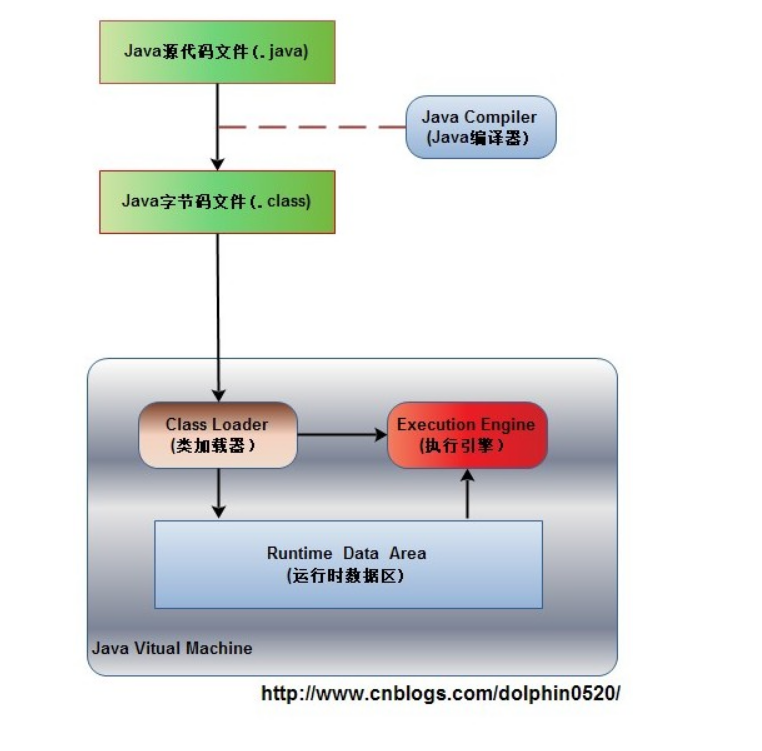 Java源代码文件(.java)
Java Compiler
(Java编译器)
Java字节码文件(.class)
Class Loader
(类加载器)
Execution Engine
(执行引擎)
Runtime Data Area
(运行时数据区)
Java Vitual Machine
http://www.cnblogs.com/dolphin0520/